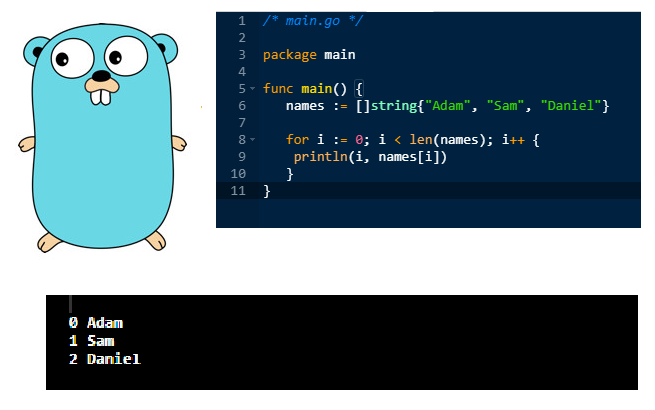 1 /* main.go */
2
3 package main
4
5 func main() {
6 names := []string{"Adam", "Sam", "Daniel"}
7
8 for i := 0; i < len(names); i++ {
9 println(i, names[i])
10 }
11 }
0 Adam
1 Sam
2 Daniel